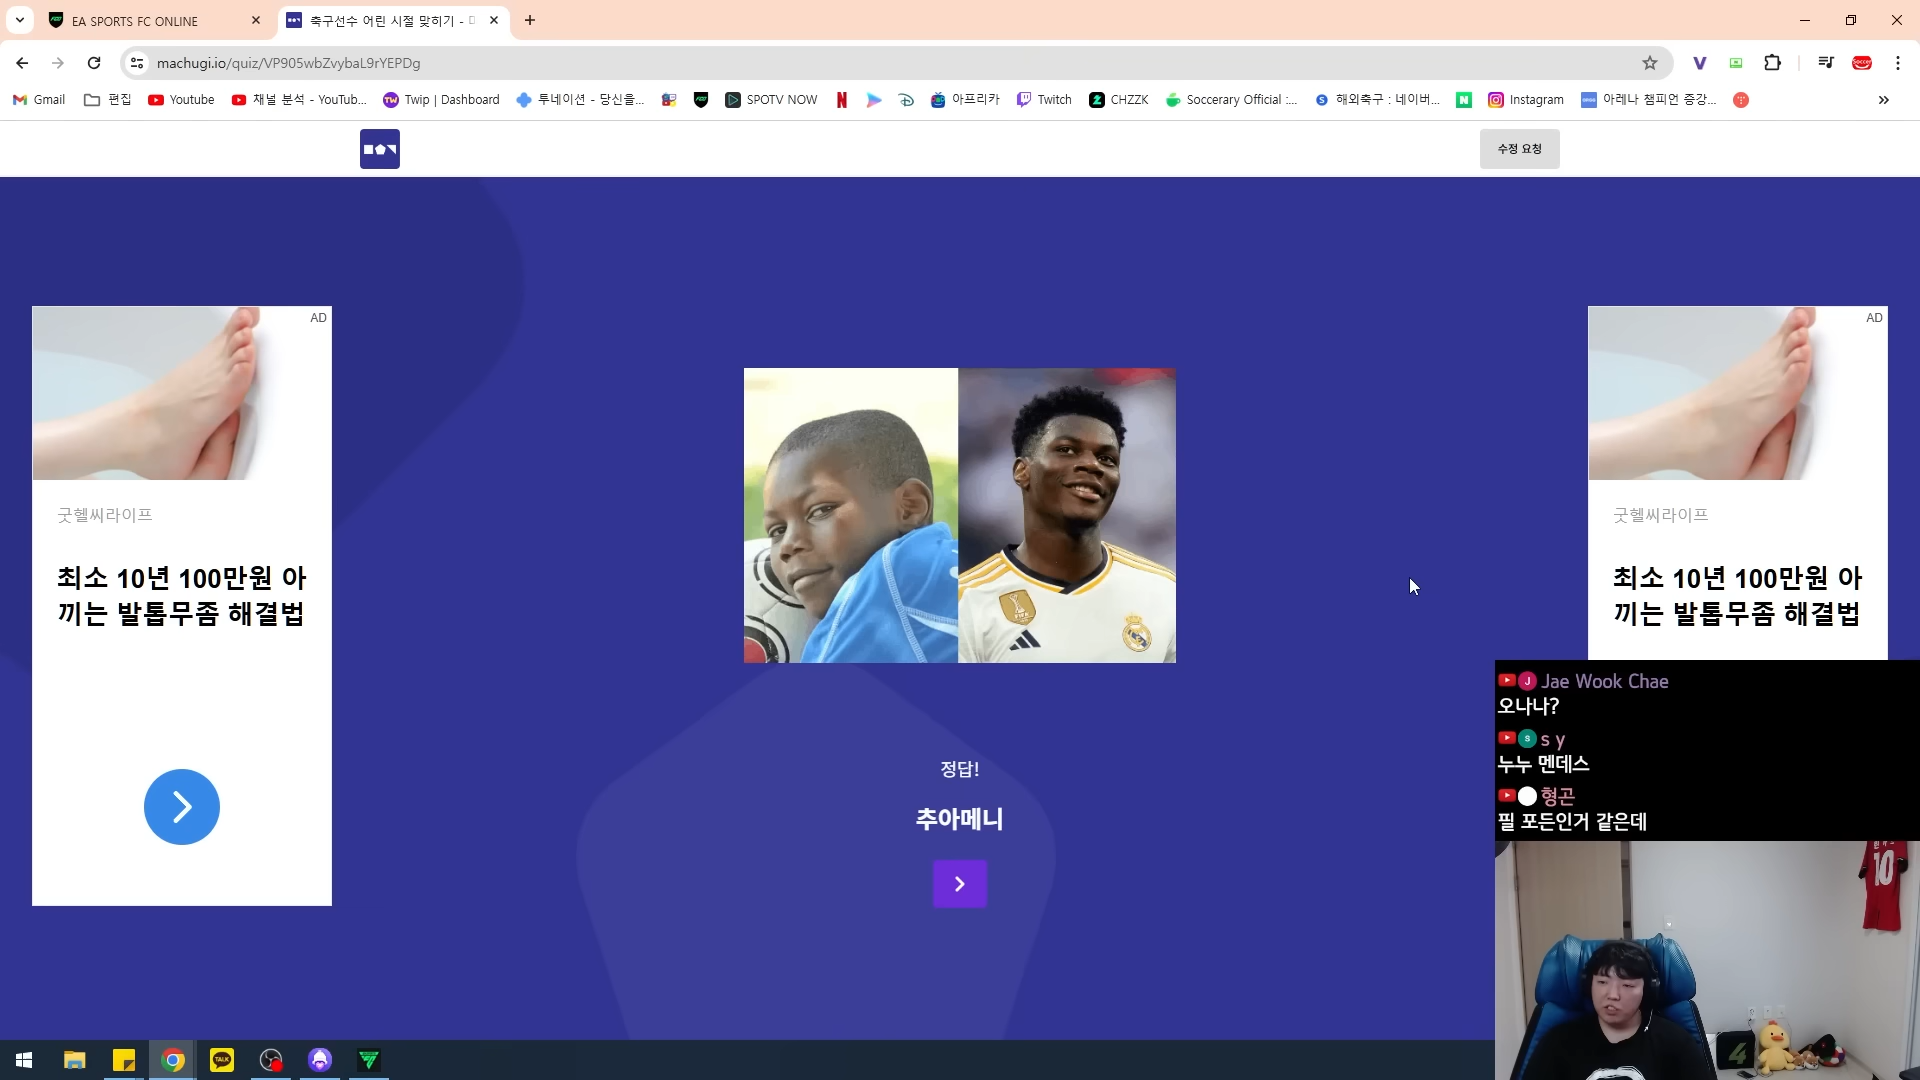 EA SPORTS FC ONLINE
축구선수 어린 시절 맞히기 -
machugi.io/quiz/VP905wbZvybaL9rYEPDg
Gmail
편집
Youtube
채널 분석 - YouTub...
Twip | Dashboard
투네이션 - 당신을...
SPOTV NOW
아프리카
Twitch
CHZZK
Soccerary Official :...
해외축구 : 네이버...
Instagram
아레나 챔피언 증강...
수정 요청
AD
굿헬씨라이프
최소 10년 100만원 아
끼는 발톱무좀 해결법
정답!
추아메니
AD
굿헬씨라이프
최소 10년 100만원 아
끼는 발톱무좀 해결법
Jae Wook Chae
오나나?
s y
누누 멘데스
형곤
필 포든인거 같은데
10
TALK